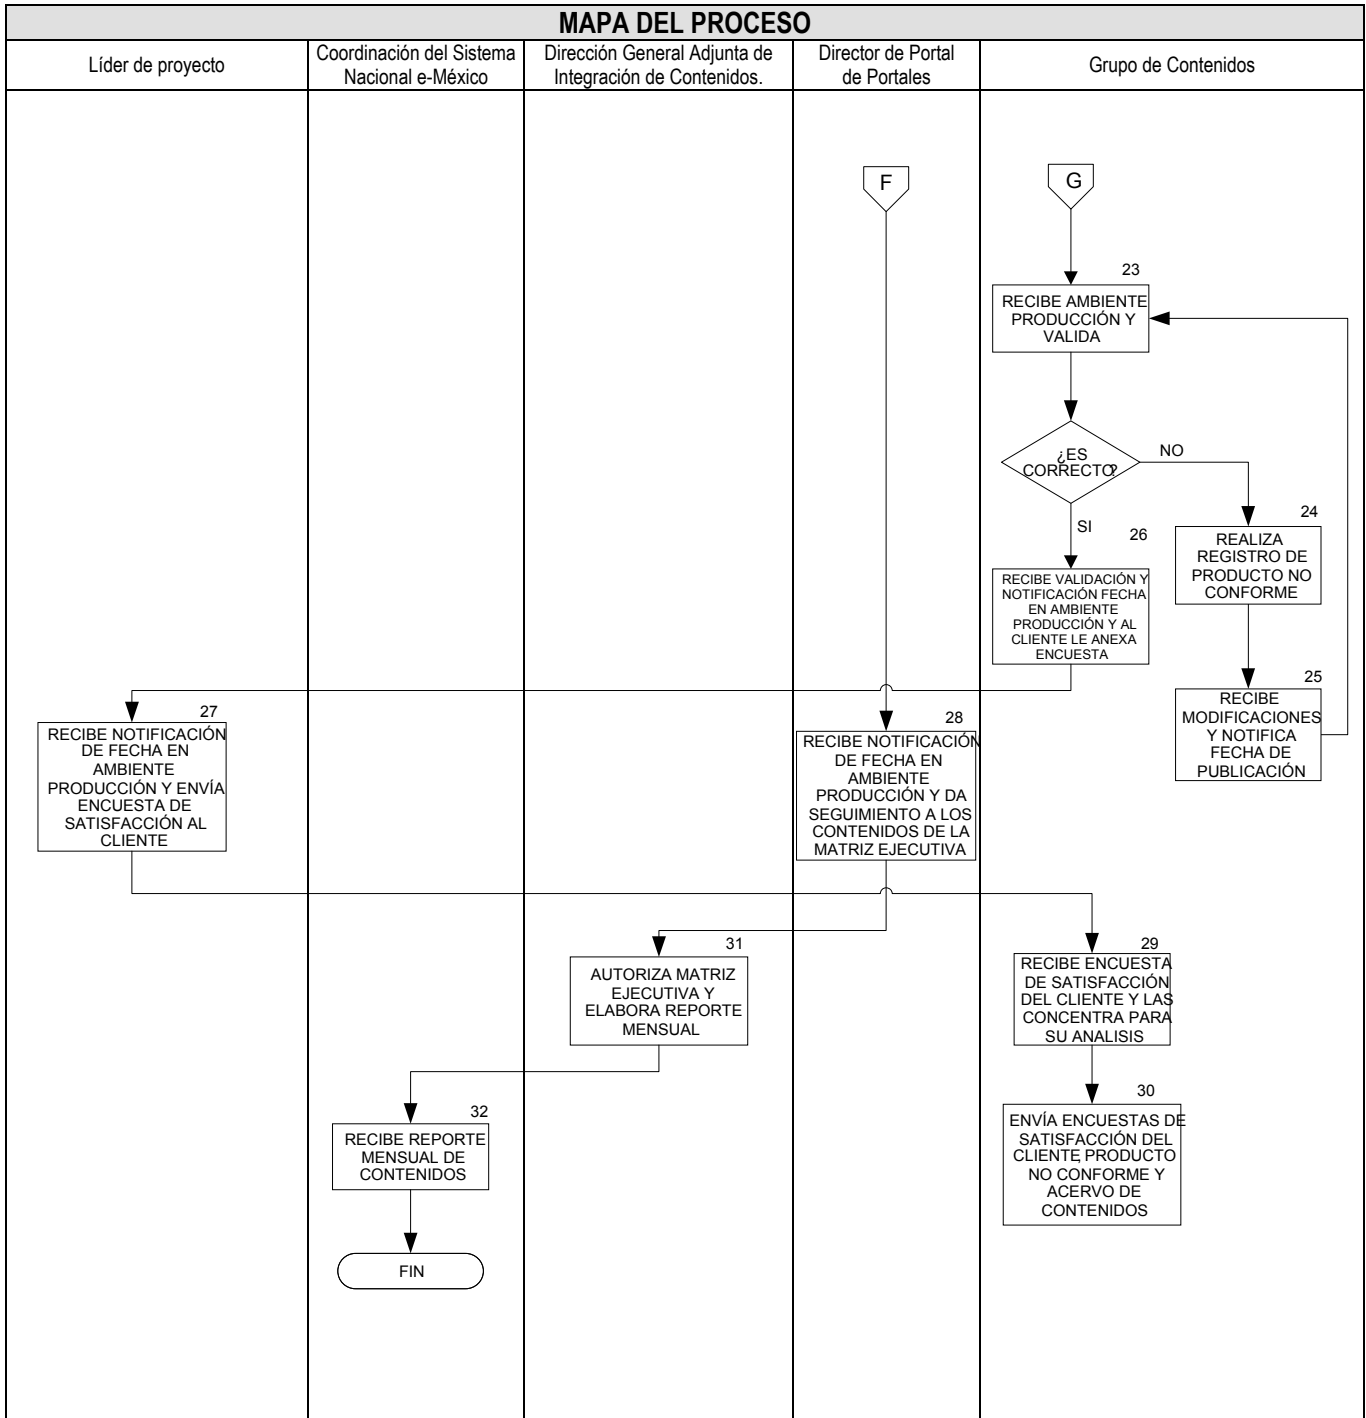 MAPA DEL PROCESO
Líder de proyecto
Coordinación del Sistema
Nacional e-México
Dirección General Adjunta de
Integración de Contenidos.
Director de Portal
de Portales
Grupo de Contenidos
F
G
23
RECIBE AMBIENTE
PRODUCCIÓN Y
VALIDA
¿ES
CORRECTO?
NO
SI
24
REALIZA
REGISTRO DE
PRODUCTO NO
CONFORME
26
RECIBE VALIDACIÓN Y
NOTIFICACIÓN FECHA
EN AMBIENTE
PRODUCCIÓN Y AL
CLIENTE LE ANEXA
ENCUESTA
25
RECIBE
MODIFICACIONES
Y NOTIFICA
FECHA DE
PUBLICACIÓN
27
RECIBE NOTIFICACIÓN
DE FECHA EN
AMBIENTE
PRODUCCIÓN Y ENVÍA
ENCUESTA DE
SATISFACCIÓN AL
CLIENTE
28
RECIBE NOTIFICACIÓN
DE FECHA EN
AMBIENTE
PRODUCCIÓN Y DA
SEGUIMIENTO A LOS
CONTENIDOS DE LA
MATRIZ EJECUTIVA
31
AUTORIZA MATRIZ
EJECUTIVA Y
ELABORA REPORTE
MENSUAL
29
RECIBE ENCUESTA
DE SATISFACCIÓN
DEL CLIENTE Y LAS
CONCENTRA PARA
SU ANALISIS
32
RECIBE REPORTE
MENSUAL DE
CONTENIDOS
30
ENVÍA ENCUESTAS DE
SATISFACCIÓN DEL
CLIENTE, PRODUCTO
NO CONFORME Y
ACERVO DE
CONTENIDOS
FIN